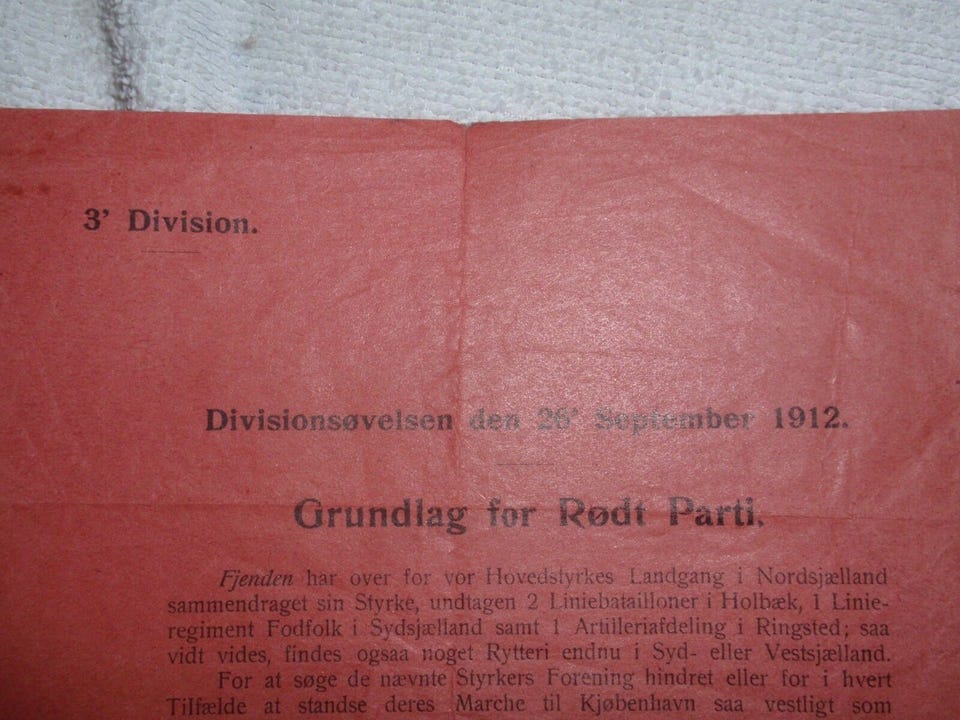 3' Division.
Divisionsøvelsen den 26' September 1912.
Grundlag for Rødt Parti.
Fjenden har over for vor Hovedstyrkes Landgang i Nordsjælland
sammendraget sin Styrke, undtagen 2 Liniebatailloner i Holbæk, 1 Linie-
regiment Fodfolk i Sydsjælland samt 1 Artilleriafdeling i Ringsted; saa
vidt vides, findes ogsaa noget Rytteri endnu i Syd- eller Vestsjælland.
For at søge de nævnte Styrkers Forening hindret eller for i hvert
Tilfælde at standse deres Marche til Kjøbenhavn saa vestligt som